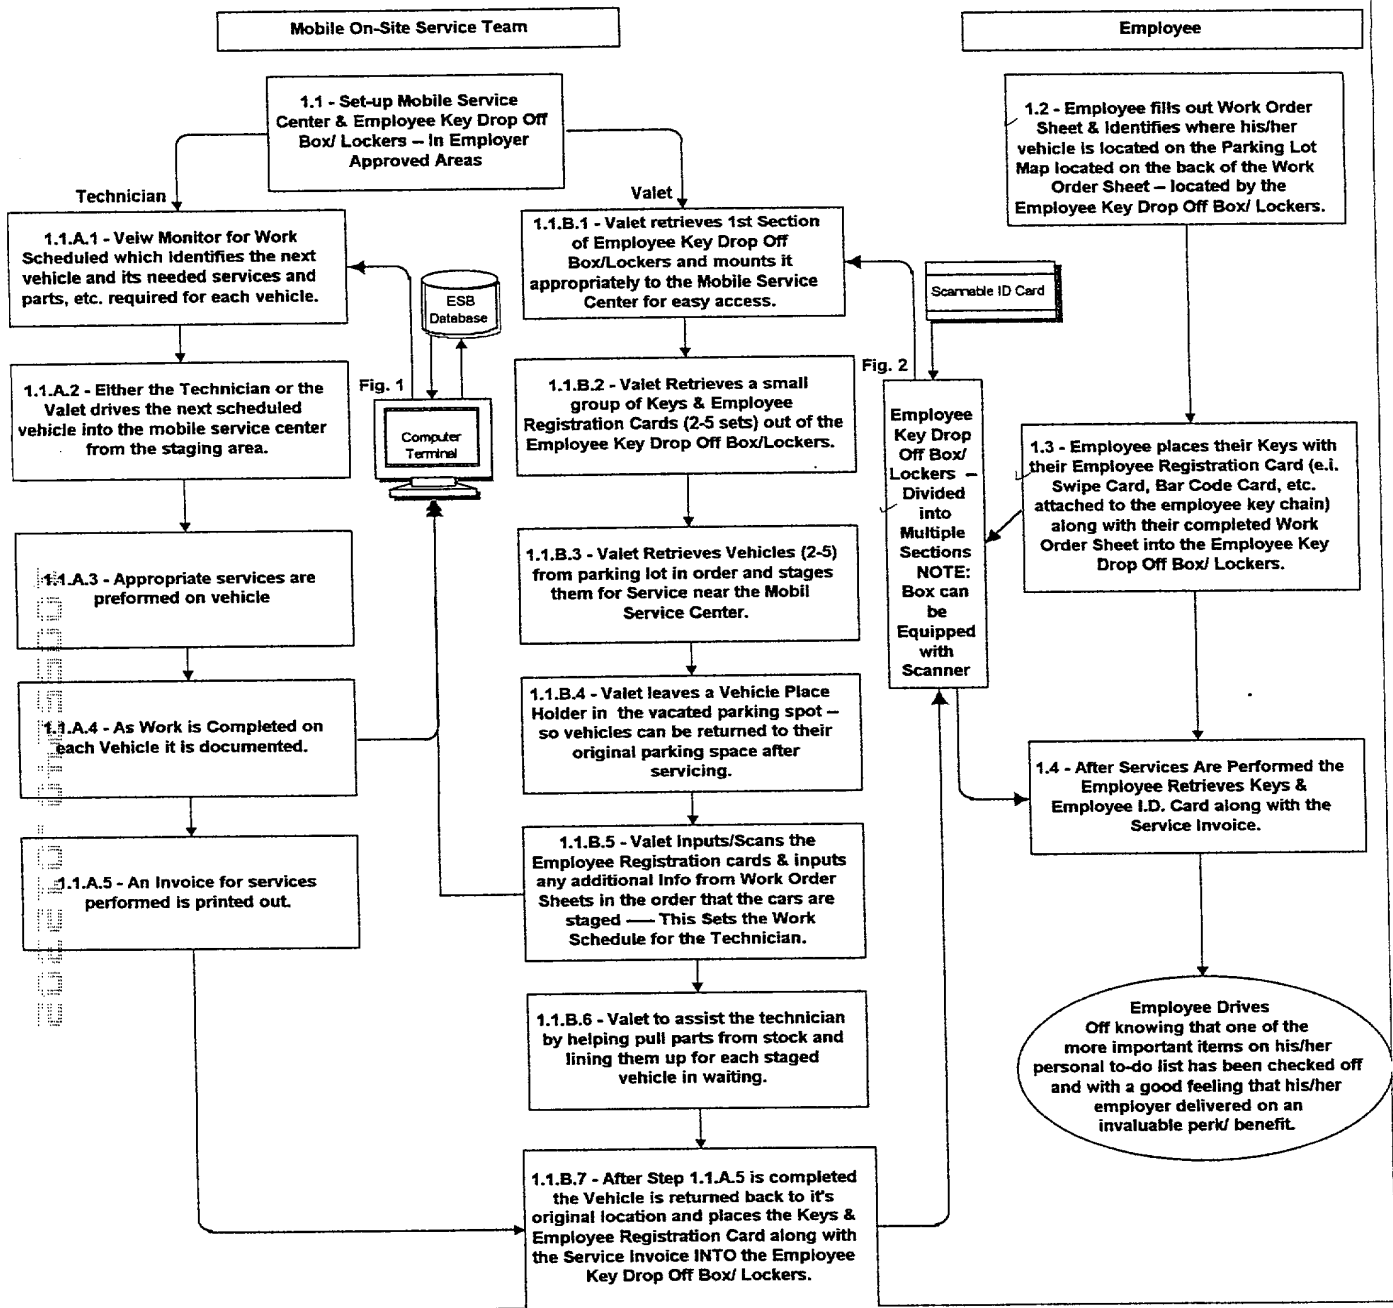 Mobile On-Site Service Team
Employee
1.1 - Set-up Mobile Service
Center & Employee Key Drop Off
Box/ Lockers – In Employer
Approved Areas
Technician
Valet
1.1.A.1 - Veiw Monitor for Work
Scheduled which identifies the next
vehicle and its needed services and
parts, etc. required for each vehicle.
1.1.A.2 - Either the Technician or the
Valet drives the next scheduled
vehicle into the mobile service center
from the staging area.
1.1.A.3 - Appropriate services are
preformed on vehicle
1.1.A.4 - As Work is Completed on
each Vehicle it is documented.
1.1.A.5 - An Invoice for services
performed is printed out.
ESB
Database
Fig. 1
Computer
Terminal
1.1.B.1 - Valet retrieves 1st Section
of Employee Key Drop Off
Box/Lockers and mounts it
appropriately to the Mobile Service
Center for easy access.
1.1.B.2 - Valet Retrieves a small
group of Keys & Employee
Registration Cards (2-5 sets) out of the
Employee Key Drop Off Box/Lockers.
1.1.B.3 - Valet Retrieves Vehicles (2-5)
from parking lot in order and stages
them for Service near the Mobil
Service Center.
1.1.B.4 - Valet leaves a Vehicle Place
Holder in the vacated parking spot –
so vehicles can be returned to their
original parking space after
servicing.
1.1.B.5 - Valet Inputs/Scans the
Employee Registration cards & inputs
any additional Info from Work Order
Sheets in the order that the cars are
staged –– This Sets the Work
Schedule for the Technician.
1.1.B.6 - Valet to assist the technician
by helping pull parts from stock and
lining them up for each staged
vehicle in waiting.
1.1.B.7 - After Step 1.1.A.5 is completed
the Vehicle is returned back to it's
original location and places the Keys &
Employee Registration Card along with
the Service Invoice INTO the Employee
Key Drop Off Box/ Lockers.
Scannable ID Card
Fig. 2
Employee
Key Drop
Off Box/
Lockers –
Divided
into
Multiple
Sections
NOTE:
Box can
be
Equipped
with
Scanner
1.2 - Employee fills out Work Order
Sheet & Identifies where his/her
vehicle is located on the Parking Lot
Map located on the back of the Work
Order Sheet – located by the
Employee Key Drop Off Box/ Lockers.
1.3 - Employee places their Keys with
their Employee Registration Card (e.i.
Swipe Card, Bar Code Card, etc.
attached to the employee key chain)
along with their completed Work
Order Sheet into the Employee Key
Drop Off Box/ Lockers.
1.4 - After Services Are Performed the
Employee Retrieves Keys &
Employee I.D. Card along with the
Service Invoice.
Employee Drives
Off knowing that one of the
more important items on his/her
personal to-do list has been checked off
and with a good feeling that his/her
employer delivered on an
invaluable perk/ benefit.